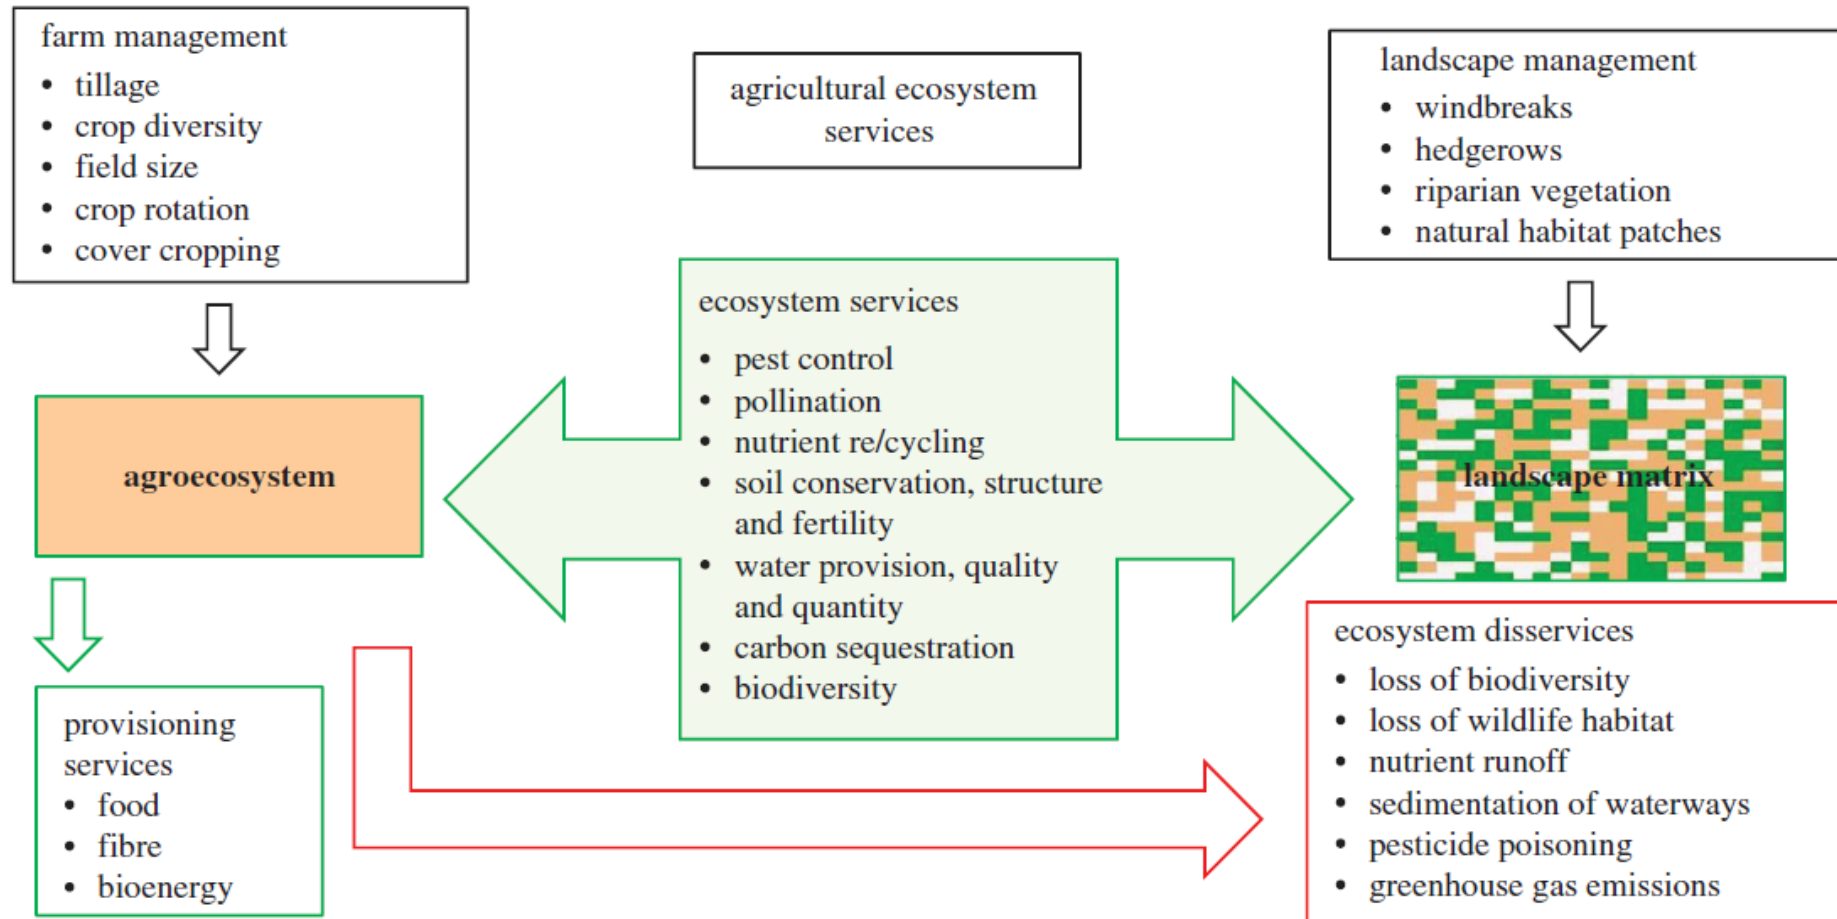 farm management
• tillage
• crop diversity
• field size
• crop rotation
• cover cropping
agricultural ecosystem
services
landscape management
• windbreaks
• hedgerows
• riparian vegetation
• natural habitat patches
ecosystem services
• pest control
• pollination
• nutrient re/cycling
• soil conservation, structure
and fertility
• water provision, quality
and quantity
• carbon sequestration
• biodiversity
agroecosystem
landscape matrix
provisioning
services
• food
• fibre
• bioenergy
ecosystem disservices
• loss of biodiversity
• loss of wildlife habitat
• nutrient runoff
• sedimentation of waterways
• pesticide poisoning
• greenhouse gas emissions